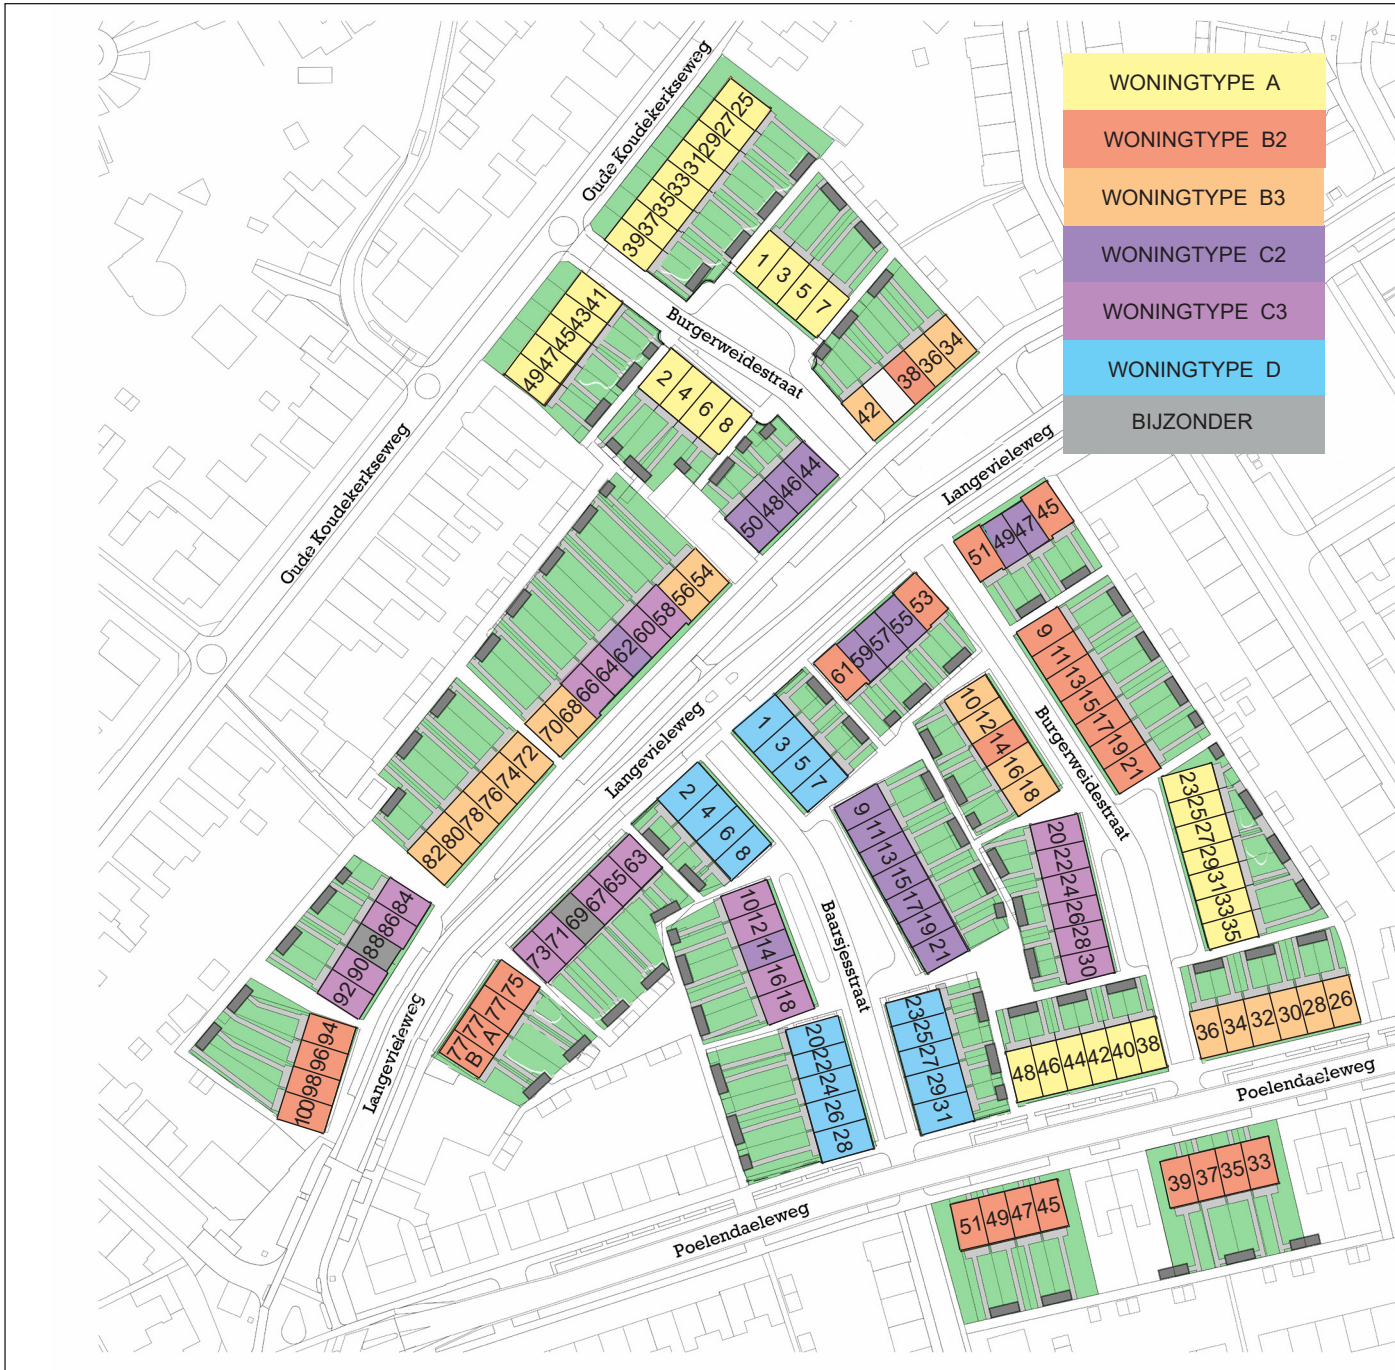 WONINGTYPE A
WONINGTYPE B2
WONINGTYPE B3
WONINGTYPE C2
WONINGTYPE C3
WONINGTYPE D
BIJZONDER
Oude Koudekerkseweg
39 37 35 33 31 29 27 25
1 3 5 7
Burgerweidestraat
49 47 45 43 41
2 4 6 8
42 38 36 34
50 48 46 44
Oude Koudekerkseweg
Langevieleweg
51 49 47 45
70 68 66 64 62 60 58 56 54
61 59 57 55 53
9 11 13 15 17 19 21
82 80 78 76 74 72
Langevieleweg
1 3 5 7
10 12 14 16 18
Burgerweidestraat
2 4 6 8
9 11 13 15 17 19 21
20 22 24 26 28 30
23 25 27 29 31 33 35
92 90 88 86 84
73 71 69 67 65 63
10 12 14 16 18
Baarsjesstraat
77 B 77 A 77 75
100 98 96 94
Langevieleweg
20 22 24 26 28
23 25 27 29 31
48 46 44 42 40 38
36 34 32 30 28 26
Poelendaeleweg
Poelendaeleweg
51 49 47 45
39 37 35 33